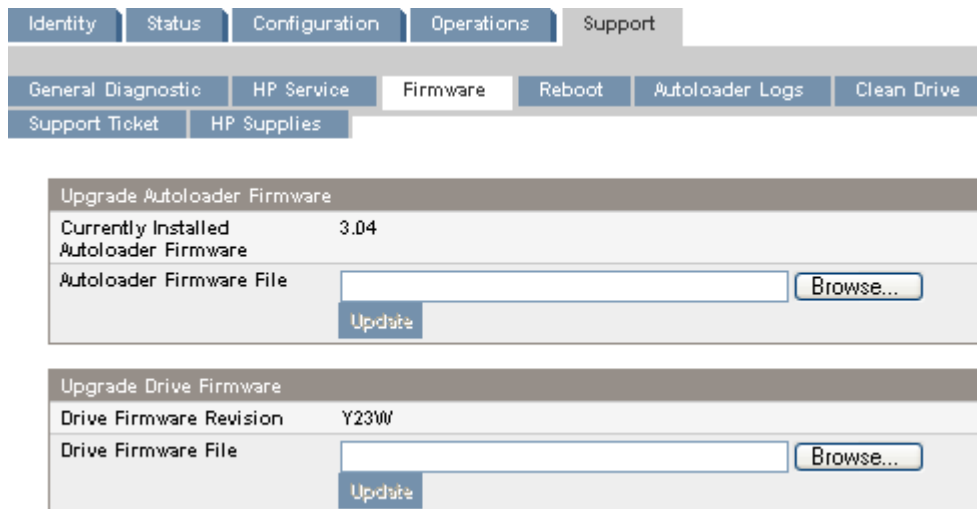 Identity Status Configuration Operations Support
General Diagnostic HP Service Firmware Reboot Autoloader Logs Clean Drive
Support Ticket HP Supplies
Upgrade Autoloader Firmware
Currently Installed 3.04
Autoloader Firmware
Autoloader Firmware File Browse...
Update
Upgrade Drive Firmware
Drive Firmware Revision Y23W
Drive Firmware File Browse...
Update